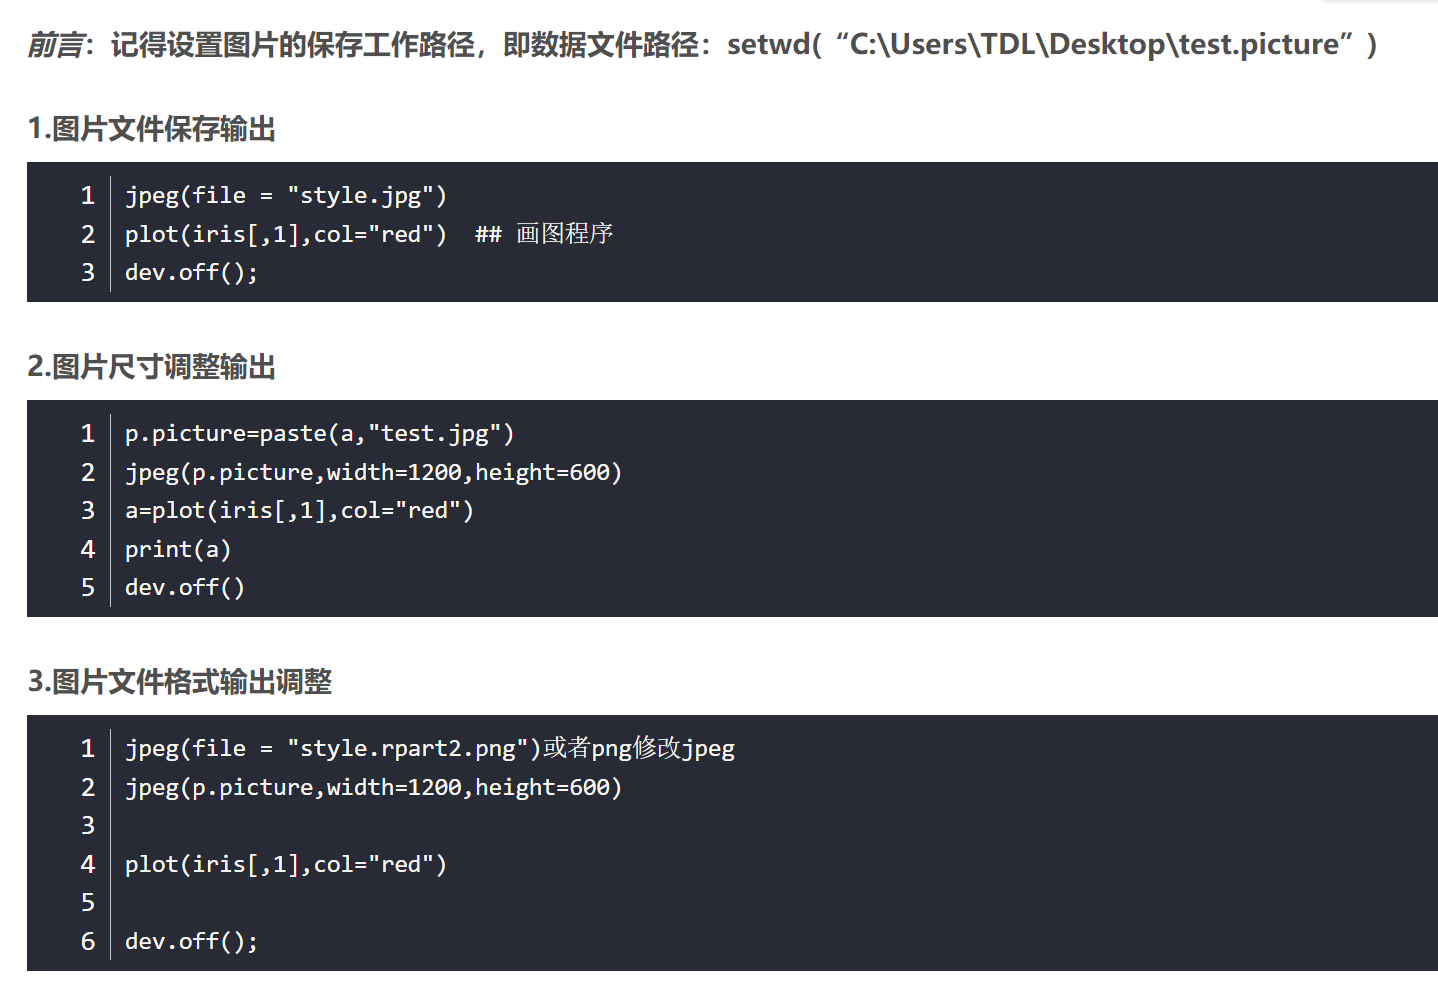 前言：记得设置图片的保存工作路径，即数据文件路径：setwd(“C:\Users\TDL\Desktop\test.picture”)
1.图片文件保存输出
1 jpeg(file = "style.jpg")
2 plot(iris[,1],col="red")  ## 画图程序
3 dev.off();
2.图片尺寸调整输出
1 p.picture=paste(a,"test.jpg")
2 jpeg(p.picture,width=1200,height=600)
3 a=plot(iris[,1],col="red")
4 print(a)
5 dev.off()
3.图片文件格式输出调整
1 jpeg(file = "style.rpart2.png")或者png修改jpeg
2 jpeg(p.picture,width=1200,height=600)
3
4 plot(iris[,1],col="red")
5
6 dev.off();